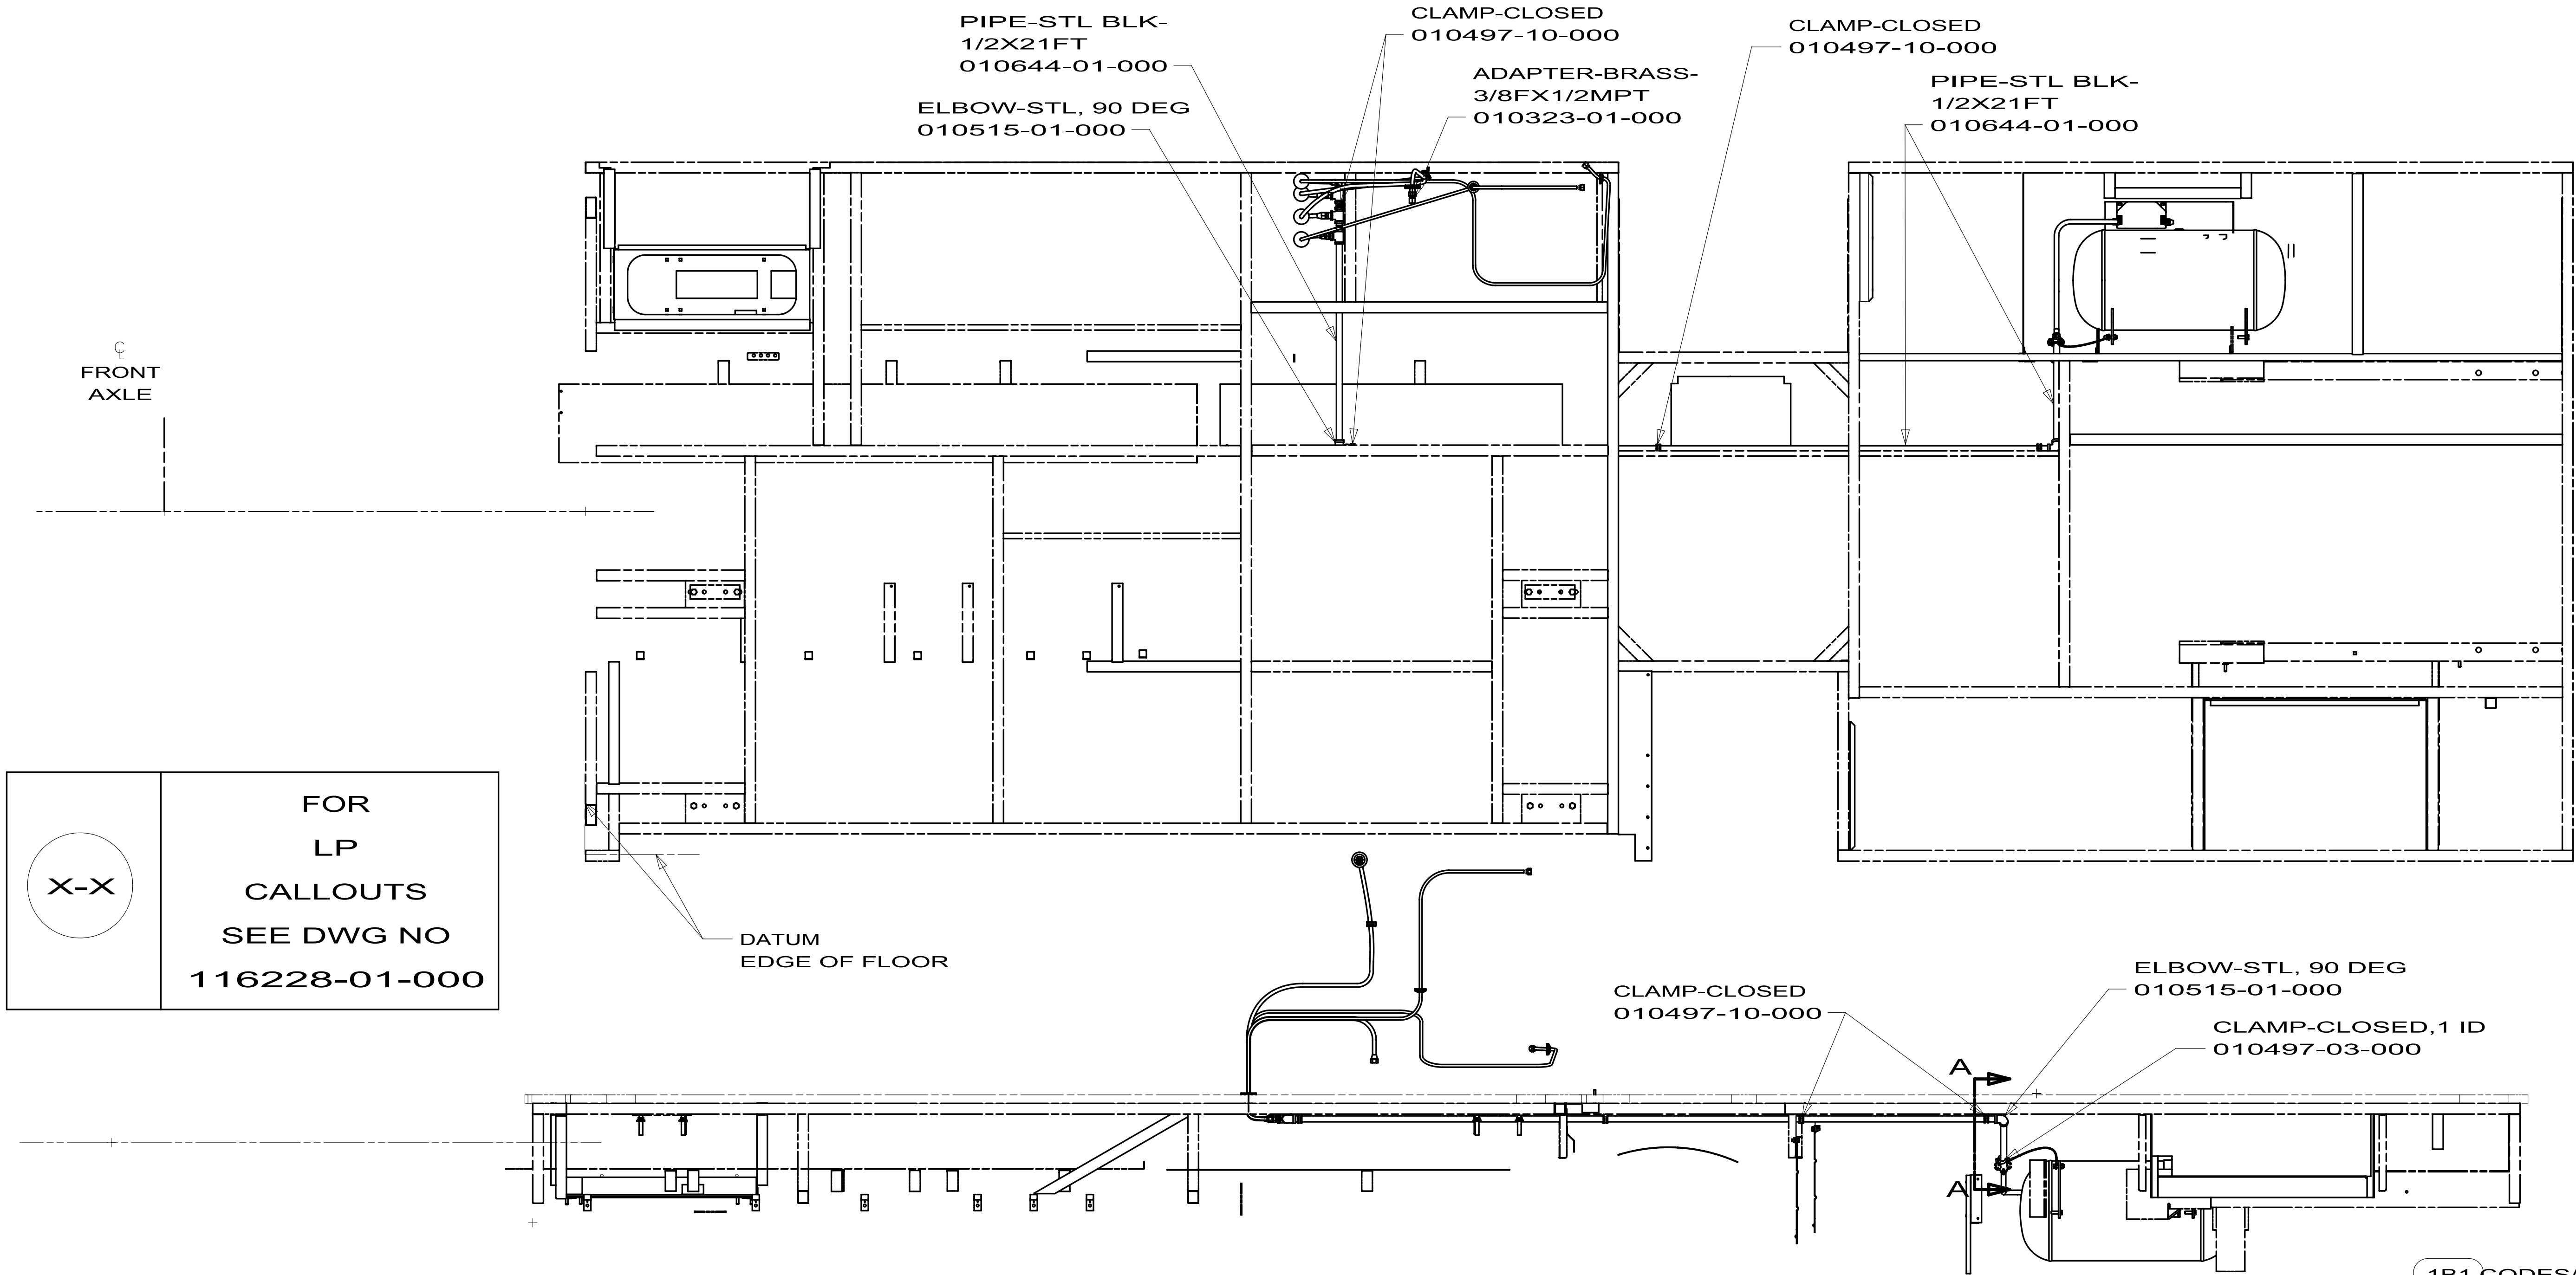 PIPE-STL BLK-
1/2X21FT
010644-01-000
CLAMP-CLOSED
010497-10-000
CLAMP-CLOSED
010497-10-000
ELBOW-STL, 90 DEG
010515-01-000
ADAPTER-BRASS-
3/8FX1/2MPT
010323-01-000
PIPE-STL BLK-
1/2X21FT
010644-01-000
FRONT
AXLE
X-X
FOR
LP
CALLOUTS
SEE DWG NO
116228-01-000
DATUM
EDGE OF FLOOR
CLAMP-CLOSED
010497-10-000
ELBOW-STL, 90 DEG
010515-01-000
CLAMP-CLOSED,1 ID
010497-03-000
A
A